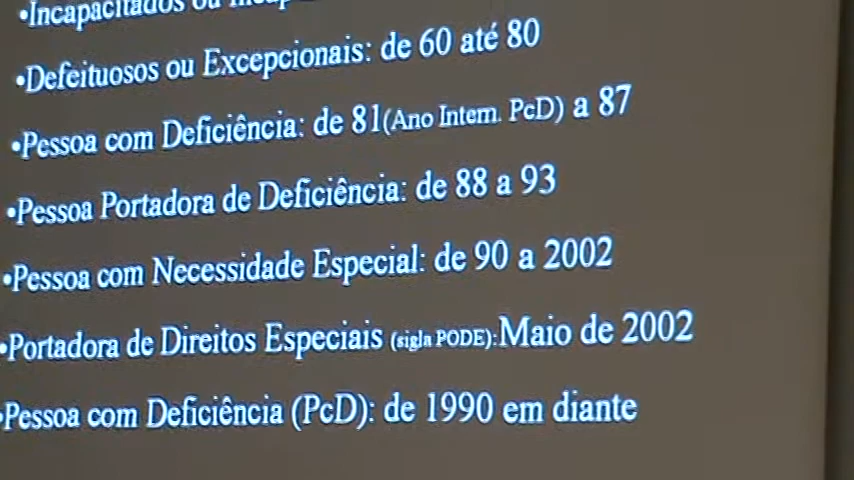 •Incapacitados ou
•Defeituosos ou Excepcionais: de 60 até 80
•Pessoa com Deficiência: de 81(Ano Intern. PcD) a 87
•Pessoa Portadora de Deficiência: de 88 a 93
•Pessoa com Necessidade Especial: de 90 a 2002
•Portadora de Direitos Especiais (sigla PODE):Maio de 2002
•Pessoa com Deficiência (PcD): de 1990 em diante